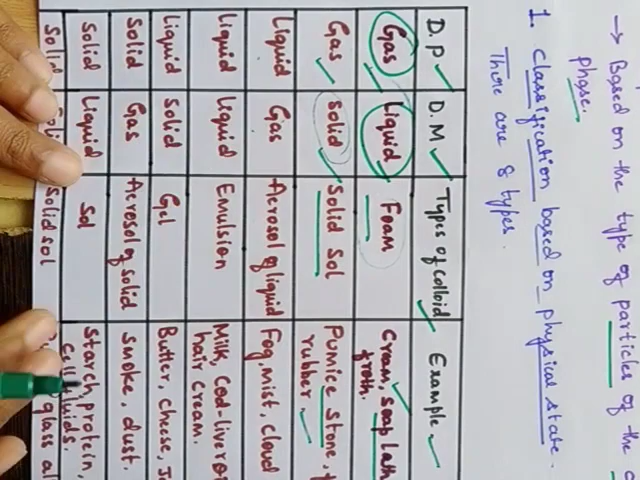 → Based on the type of particles of the
phase.
1. classification based on physical state.
There are 8 types.
D.P D.M Types of colloid Example
Gas Liquid Foam Cream, soap lath
froth.
Gas Solid Solid Sol Pumice Stone,
rubber
Liquid Gas Aerosol of liquid Fog, mist, cloud
Liquid Liquid Emulsion Milk, Cod-liver oi
hair cream.
Liquid Solid Gel Butter, cheese, Je
Solid Gas Aerosol of solid Smoke, dust.
Solid Liquid Sol Starch, protein,
Solid Solid sol glass